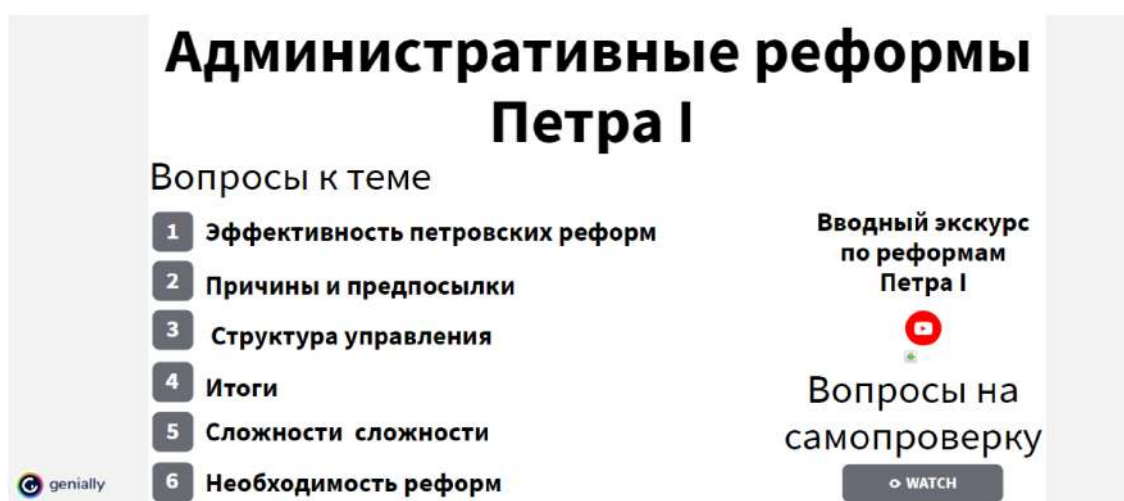 Административные реформы
Петра I
Вопросы к теме
1 Эффективность петровских реформ
2 Причины и предпосылки
3 Структура управления
4 Итоги
5 Сложности сложности
6 Необходимость реформ
Вводный экскурс
по реформам
Петра I
Вопросы на
самопроверку
WATCH
genially